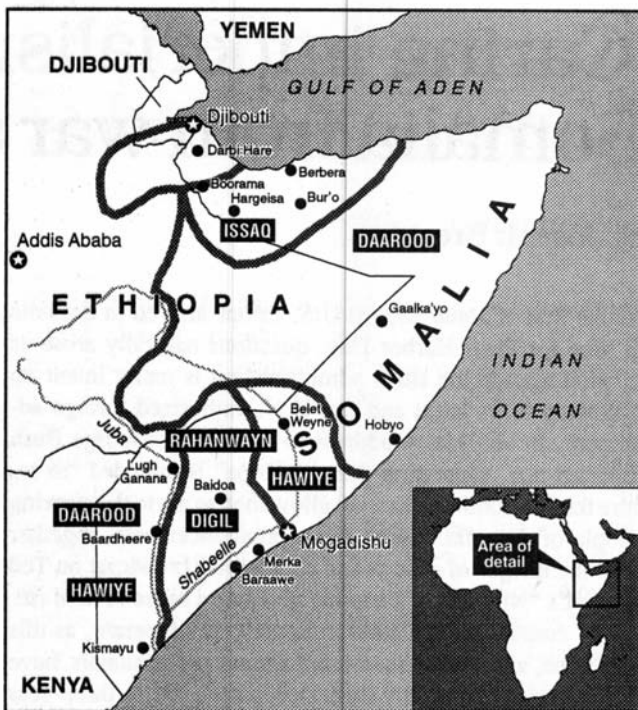 YEMEN
DJIBOUTI
GULF OF ADEN
Djibouti
Darbi Hare
Berbera
Boorama
Hargeisa
Bur'o
ISSAQ
Addis Ababa
DAAROOD
ETHIOPIA
SOMALIA
Gaalka'yo
INDIAN
OCEAN
Belet
Weyne
Hobyo
Juba
RAHANWAYN
Lugh
Ganana
HAWIYE
Baidoa
DAAROOD
DIGIL
Baardheere
Mogadishu
Shabeelle
Merka
Baraawe
HAWIYE
Area of
detail
Kismayu
KENYA